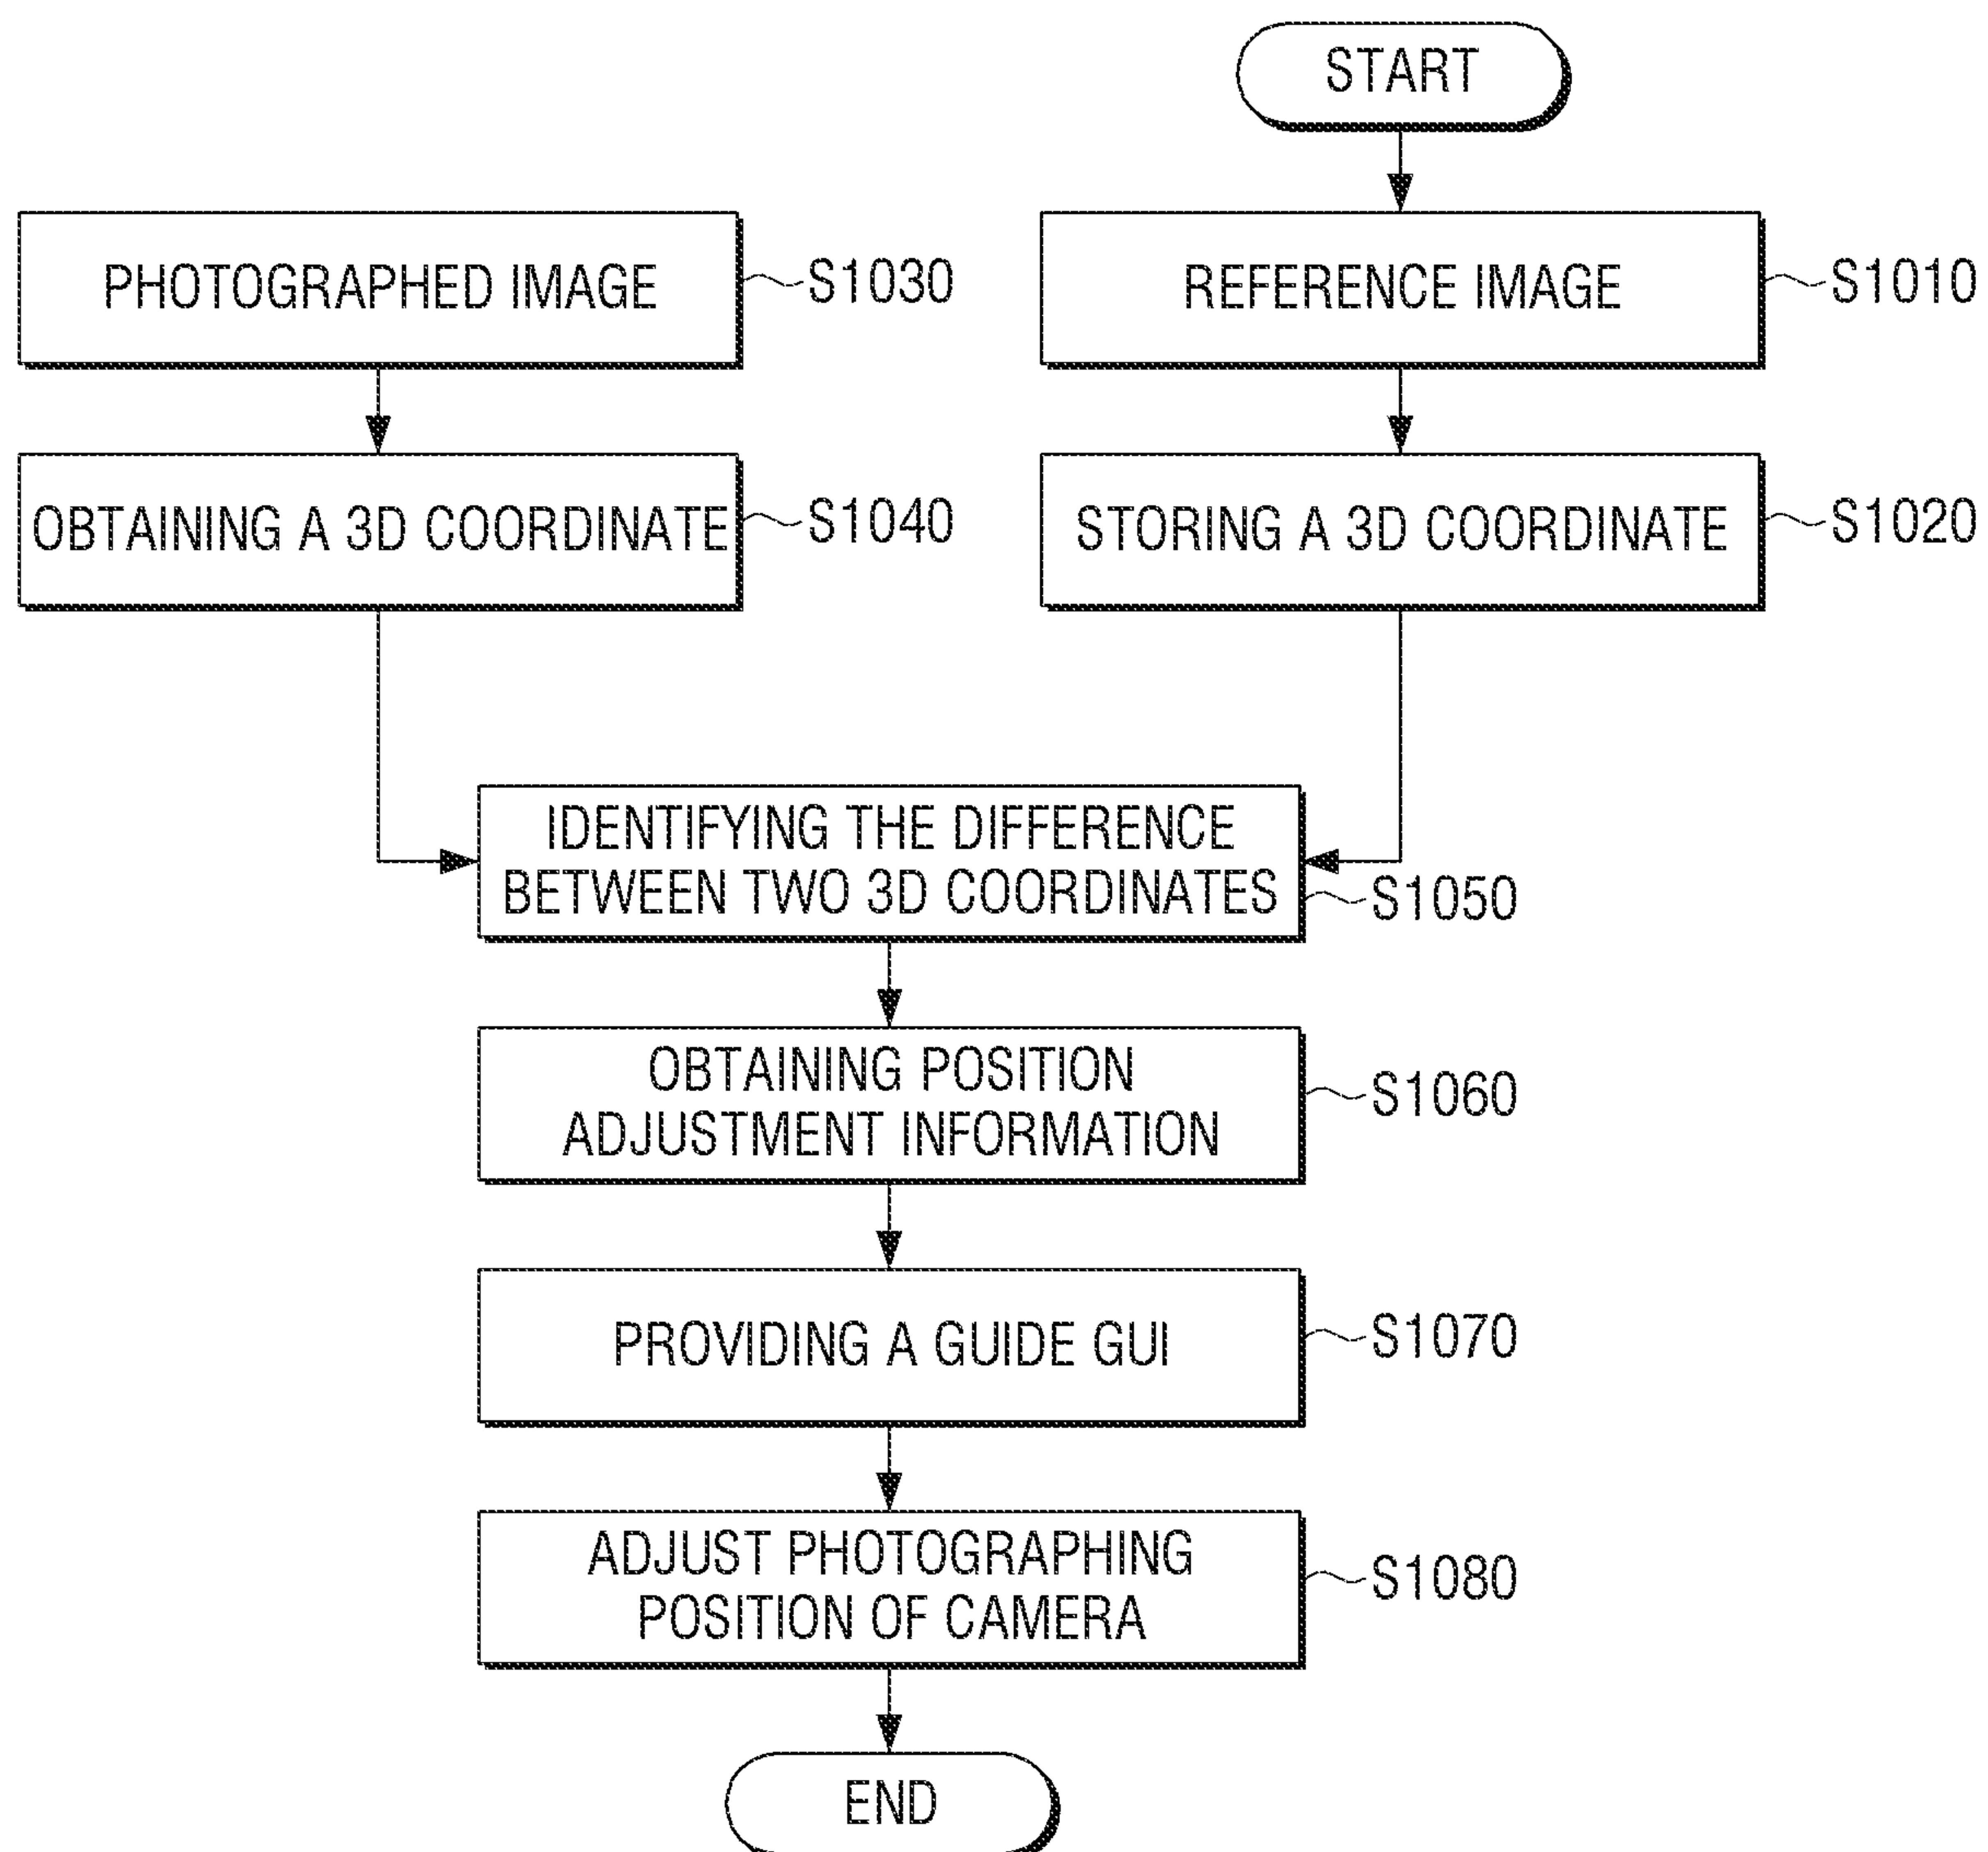 START
PHOTOGRAPHED IMAGE
S1030
REFERENCE IMAGE
S1010
OBTAINING A 3D COORDINATE
S1040
STORING A 3D COORDINATE
S1020
IDENTIFYING THE DIFFERENCE
BETWEEN TWO 3D COORDINATES
S1050
OBTAINING POSITION
ADJUSTMENT INFORMATION
S1060
PROVIDING A GUIDE GUI
S1070
ADJUST PHOTOGRAPHING
POSITION OF CAMERA
S1080
END